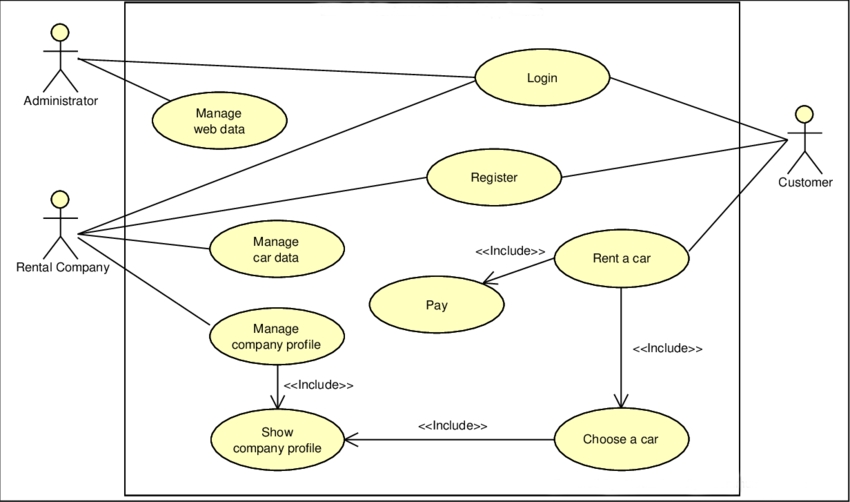 Administrator
Manage
web data
Login
Customer
Register
Rental Company
Manage
car data
<<Include>>
Rent a car
Pay
Manage
company profile
<<Include>>
<<Include>>
Show
company profile
<<Include>>
Choose a car